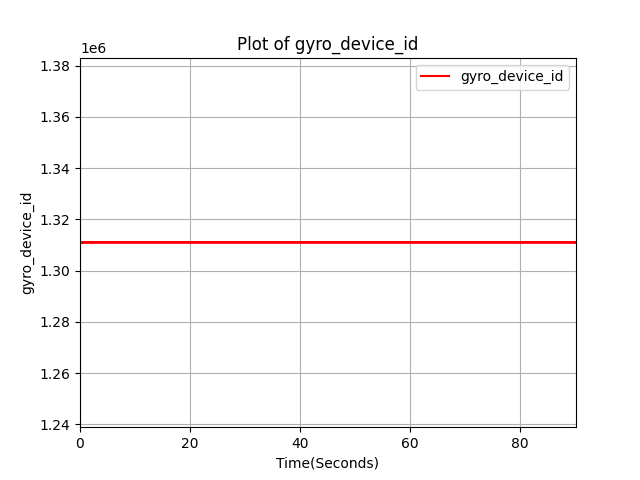 Plot of gyro_device_id
1e6
1.38
1.36
1.34
1.32
1.30
1.28
1.26
1.24
gyro_device_id
gyro_device_id
0 20 40 60 80
Time(Seconds)